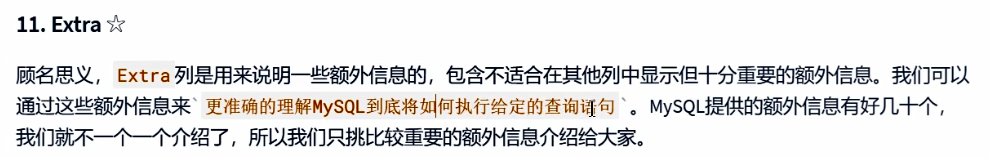 11. Extra ☆
顾名思义，Extra列是用来说明一些额外信息的，包含不适合在其他列中显示但十分重要的额外信息。我们可以
通过这些额外信息来`更准确的理解MySQL到底将如何执行给定的查询语句`。MySQL提供的额外信息有好几十个，
我们就不一个一个介绍了，所以我们只挑比较重要的额外信息介绍给大家。